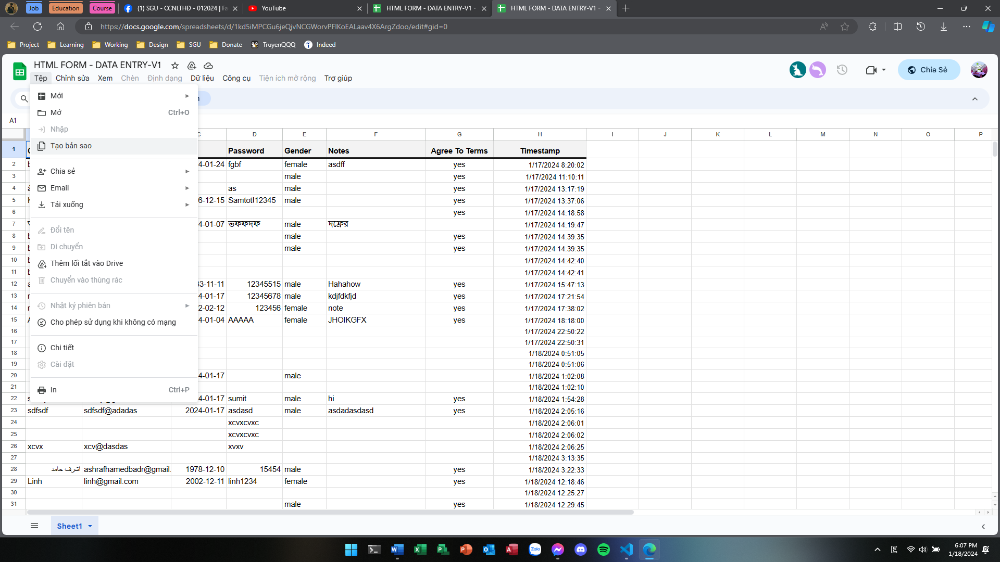 Job Education Course (1) SGU - CCNLTHĐ - 012024 | Fa YouTube HTML FORM - DATA ENTRY-V1 - HTML FORM - DATA ENTRY-V1 -
https://docs.google.com/spreadsheets/d/1kd5iMPCGu6jeQjvNCGWorvPFlKoEALaav4X6ArgZdoo/edit#gid=0
Project Learning Working Design SGU Donate TruyenQQQ Indeed
HTML FORM - DATA ENTRY-V1
Chia Sẻ
Tệp Chỉnh sửa Xem Chèn Định dạng Dữ liệu Công cụ Tiện ích mở rộng Trợ giúp
Mới
Mở Ctrl+O
Nhập
Tạo bản sao
Chia sẻ
Email
Tải xuống
Đổi tên
Di chuyển
Thêm lối tắt vào Drive
Chuyển vào thùng rác
Nhật ký phiên bản
Cho phép sử dụng khi không có mạng
Chi tiết
Cài đặt
In Ctrl+P
A1
C D E F G H I J K L M N O P
1 Password Gender Notes Agree To Terms Timestamp
2 b 4-01-24 fgbf female asdff yes 1/17/2024 8:20:02
3 male yes 1/17/2024 11:10:11
4 as male yes 1/17/2024 13:17:19
5 K 6-12-15 Samtot!12345 male yes 1/17/2024 13:37:06
6 yes 1/17/2024 14:18:58
7 4-01-07 ভফফদফ male দফ্রের 1/17/2024 14:19:47
8 b male yes 1/17/2024 14:39:35
9 b male yes 1/17/2024 14:39:35
10 b 1/17/2024 14:42:40
11 b 1/17/2024 14:42:41
12 a 33-11-11 12345515 male Hahahow yes 1/17/2024 15:47:13
13 r 4-01-17 12345678 male kdjfdkfjd yes 1/17/2024 17:21:54
14 r 2-02-12 123456 female note yes 1/17/2024 17:38:02
15 A 4-01-04 AAAAA female JHOIKGFX yes 1/17/2024 18:18:00
16 1/17/2024 22:50:22
17 1/17/2024 22:50:31
18 1/18/2024 0:51:05
19 1/18/2024 0:51:06
20 4-01-17 male 1/18/2024 1:02:08
21 1/18/2024 1:02:10
22 s 4-01-17 sumit male hi yes 1/18/2024 1:54:28
23 sdfsdf sdfsdf@adadas 2024-01-17 asdasd male asdadasdasd yes 1/18/2024 2:05:16
24 xcvxcvxc 1/18/2024 2:06:01
25 xcvxcvxc 1/18/2024 2:06:02
26 xcvx xcv@dasdas xvxv 1/18/2024 2:06:25
27 1/18/2024 3:13:35
28 اشرف حامد ashrafhamedbadr@gmail. 1978-12-10 15454 male yes 1/18/2024 3:22:33
29 Linh linh@gmail.com 2002-12-11 linh1234 female yes 1/18/2024 12:18:46
30 1/18/2024 12:25:27
31 male yes 1/18/2024 12:29:45
Sheet1
Zalo
E
6:07 PM
1/18/2024